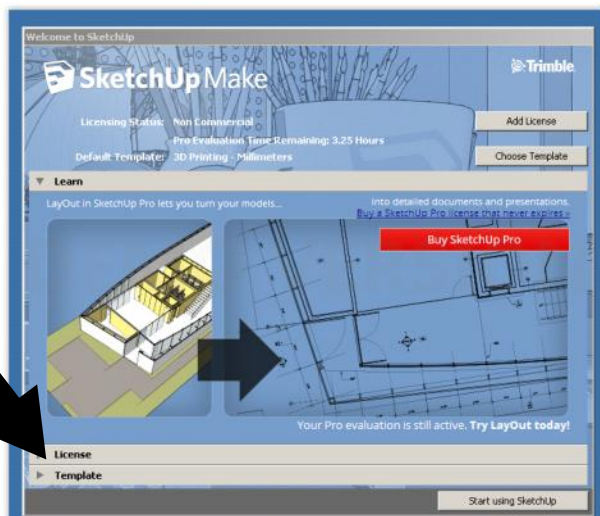 Welcome to SketchUp
SketchUp Make
Trimble
Licensing Status: Non Commercial
Add License
Pro Evaluation Time Remaining: 3.25 Hours
Default Template: 3D Printing - Millimeters
Choose Template
Learn
LayOut in SketchUp Pro lets you turn your models...
into detailed documents and presentations.
Buy a SketchUp Pro license that never expires »
Buy SketchUp Pro
Your Pro evaluation is still active. Try LayOut today!
License
Template
Start using SketchUp